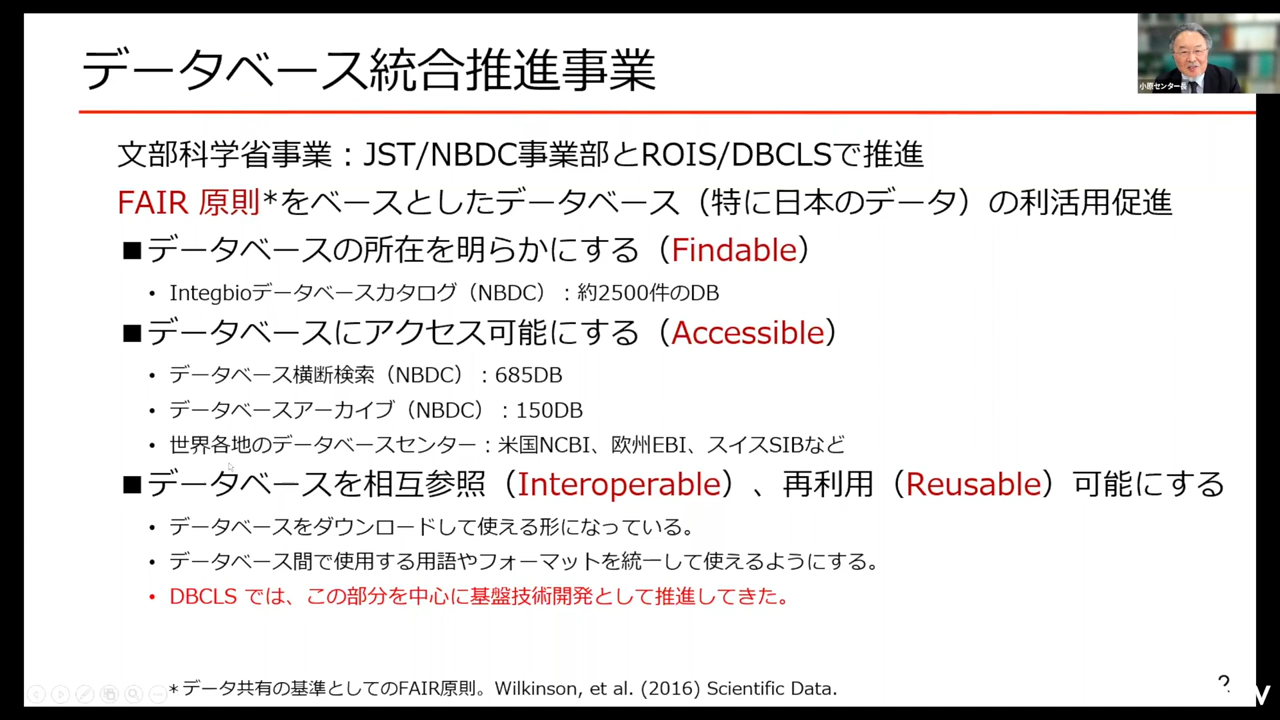 データベース統合推進事業
小原センター長
文部科学省事業：JST/NBDC事業部とROIS/DBCLSで推進
FAIR 原則*をベースとしたデータベース（特に日本のデータ）の利活用促進
■データベースの所在を明らかにする（Findable）
・Integbioデータベースカタログ（NBDC）：約2500件のDB
■データベースにアクセス可能にする（Accessible）
・データベース横断検索（NBDC）：685DB
・データベースアーカイブ（NBDC）：150DB
・世界各地のデータベースセンター：米国NCBI、欧州EBI、スイスSIBなど
■データベースを相互参照（Interoperable）、再利用（Reusable）可能にする
・データベースをダウンロードして使える形になっている。
・データベース間で使用する用語やフォーマットを統一して使えるようにする。
・DBCLS では、この部分を中心に基盤技術開発として推進してきた。
＊データ共有の基準としてのFAIR原則。Wilkinson, et al. (2016) Scientific Data.
2